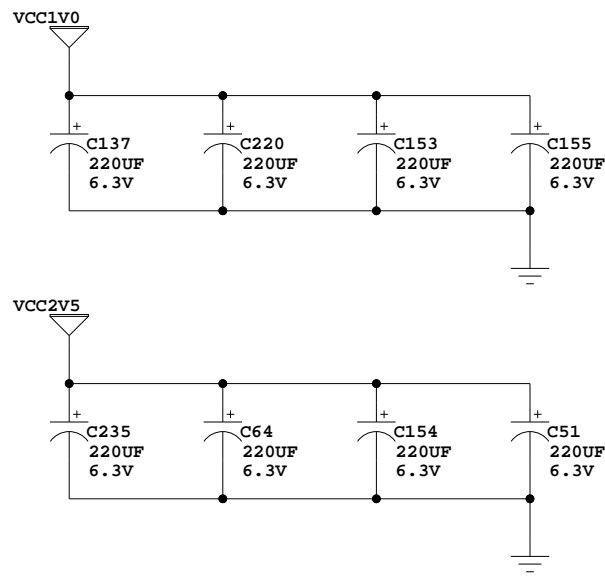 VCC1V0
+ + + +
C137 C220 C153 C155
220UF 220UF 220UF 220UF
6.3V 6.3V 6.3V 6.3V
VCC2V5
+ + + +
C235 C64 C154 C51
220UF 220UF 220UF 220UF
6.3V 6.3V 6.3V 6.3V